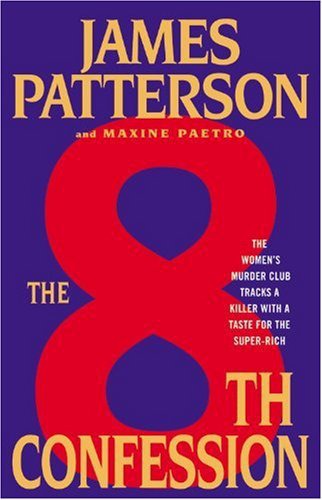 JAMES
PATTERSON
and MAXINE PAETRO
THE
8
TH
CONFESSION
THE
WOMEN'S
MURDER CLUB
TRACKS A
KILLER WITH A
TASTE FOR THE
SUPER-RICH